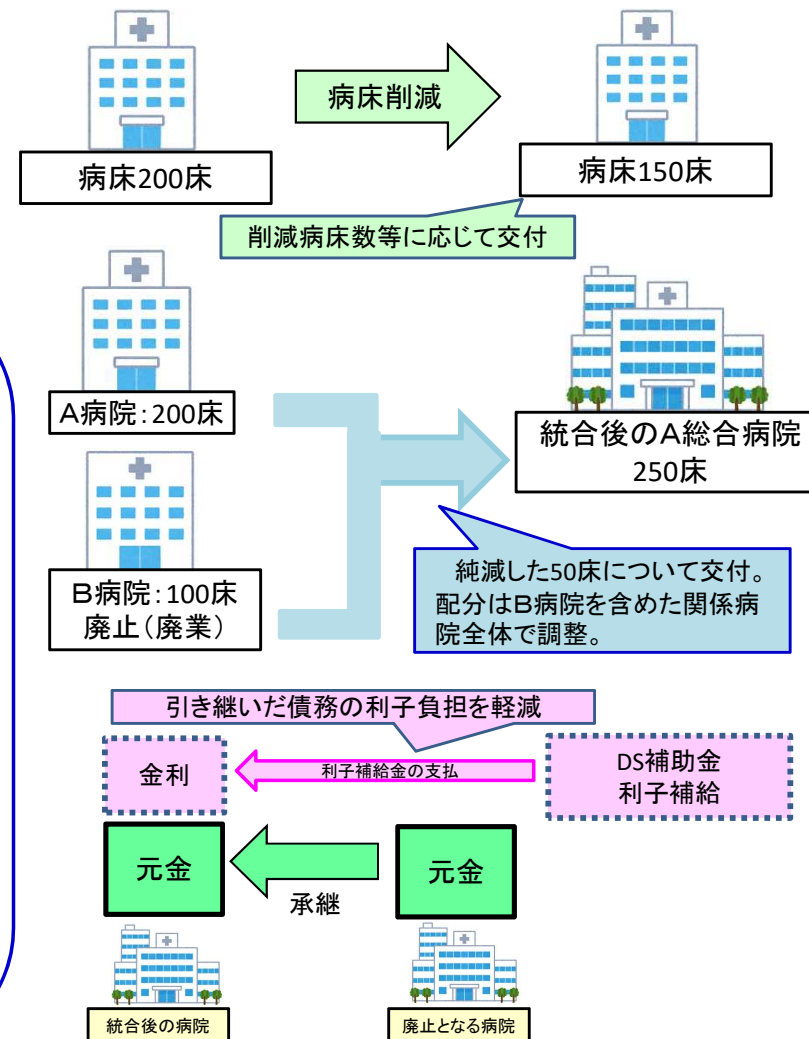 病床削減
病床200床
病床150床
削減病床数等に応じて交付
A病院：200床
統合後のA総合病院
250床
B病院：100床
廃止（廃業）
純減した50床について交付。
配分はB病院を含めた関係病
院全体で調整。
引き継いだ債務の利子負担を軽減
金利
利子補給金の支払
DS補助金
利子補給
元金
承継
元金
統合後の病院
廃止となる病院